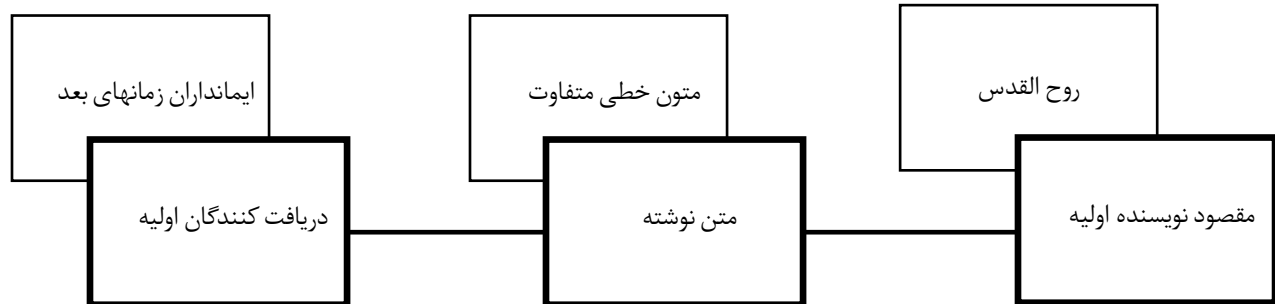 روح القدس
متون خطی متفاوت
ایمانداران زمانهای بعد
مقصود نویسنده اولیه
متن نوشته
دریافت کنندگان اولیه